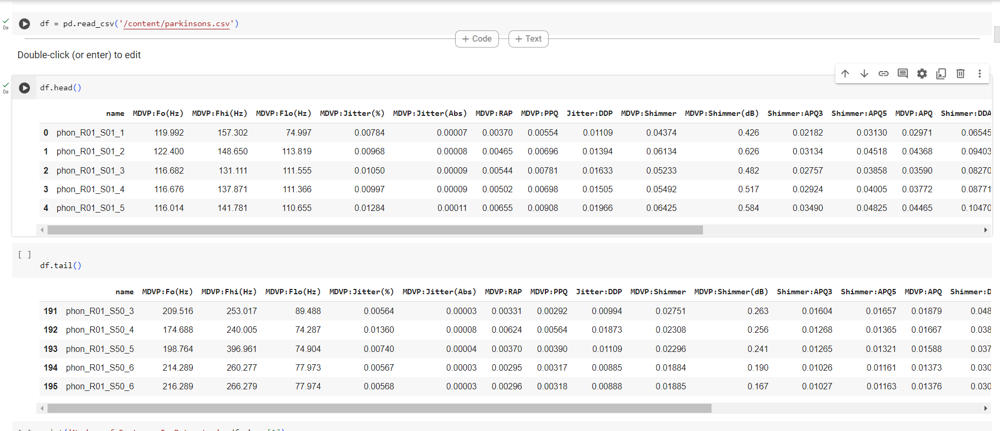 df = pd.read_csv('/content/parkinsons.csv')
0s
+ Code + Text
Double-click (or enter) to edit
df.head()
0s
name MDVP:Fo(Hz) MDVP:Fhi(Hz) MDVP:Flo(Hz) MDVP:Jitter(%) MDVP:Jitter(Abs) MDVP:RAP MDVP:PPQ Jitter:DDP MDVP:Shimmer MDVP:Shimmer(dB) Shimmer:APQ3 Shimmer:APQ5 MDVP:APQ Shimmer:DDA
0 phon_R01_S01_1 119.992 157.302 74.997 0.00784 0.00007 0.00370 0.00554 0.01109 0.04374 0.426 0.02182 0.03130 0.02971 0.06545
1 phon_R01_S01_2 122.400 148.650 113.819 0.00968 0.00008 0.00465 0.00696 0.01394 0.06134 0.626 0.03134 0.04518 0.04368 0.09403
2 phon_R01_S01_3 116.682 131.111 111.555 0.01050 0.00009 0.00544 0.00781 0.01633 0.05233 0.482 0.02757 0.03858 0.03590 0.08270
3 phon_R01_S01_4 116.676 137.871 111.366 0.00997 0.00009 0.00502 0.00698 0.01505 0.05492 0.517 0.02924 0.04005 0.03772 0.08771
4 phon_R01_S01_5 116.014 141.781 110.655 0.01284 0.00011 0.00655 0.00908 0.01966 0.06425 0.584 0.03490 0.04825 0.04465 0.10470
[ ]
df.tail()
name MDVP:Fo(Hz) MDVP:Fhi(Hz) MDVP:Flo(Hz) MDVP:Jitter(%) MDVP:Jitter(Abs) MDVP:RAP MDVP:PPQ Jitter:DDP MDVP:Shimmer MDVP:Shimmer(dB) Shimmer:APQ3 Shimmer:APQ5 MDVP:APQ Shimmer:D
191 phon_R01_S50_3 209.516 253.017 89.488 0.00564 0.00003 0.00331 0.00292 0.00994 0.02751 0.263 0.01604 0.01657 0.01879 0.048
192 phon_R01_S50_4 174.688 240.005 74.287 0.01360 0.00008 0.00624 0.00564 0.01873 0.02308 0.256 0.01268 0.01365 0.01667 0.038
193 phon_R01_S50_5 198.764 396.961 74.904 0.00740 0.00004 0.00370 0.00390 0.01109 0.02296 0.241 0.01265 0.01321 0.01588 0.037
194 phon_R01_S50_6 214.289 260.277 77.973 0.00567 0.00003 0.00295 0.00317 0.00885 0.01884 0.190 0.01026 0.01161 0.01373 0.030
195 phon_R01_S50_6 216.289 266.279 77.974 0.00568 0.00003 0.00296 0.00318 0.00888 0.01885 0.167 0.01027 0.01163 0.01376 0.030